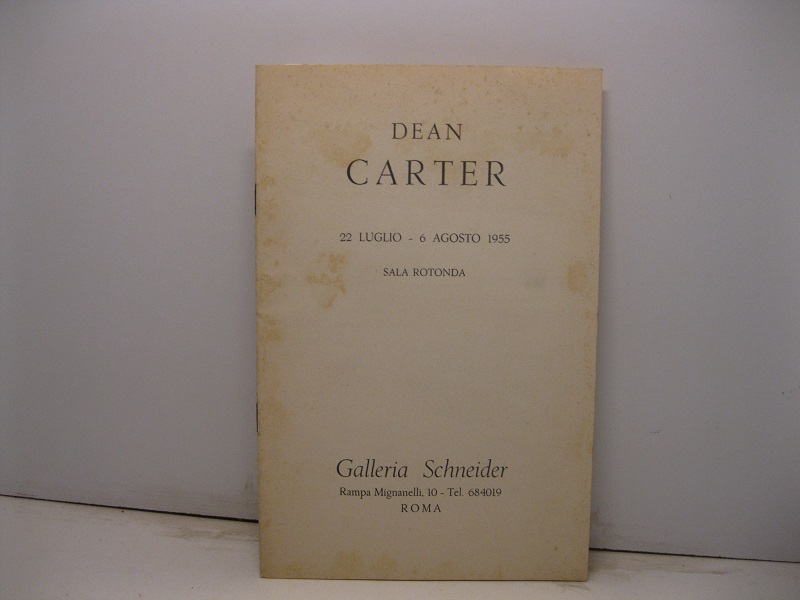 DEAN
CARTER
22 LUGLIO - 6 AGOSTO 1955
SALA ROTONDA
Galleria Schneider
Rampa Mignanelli, 10 - Tel. 684019
ROMA